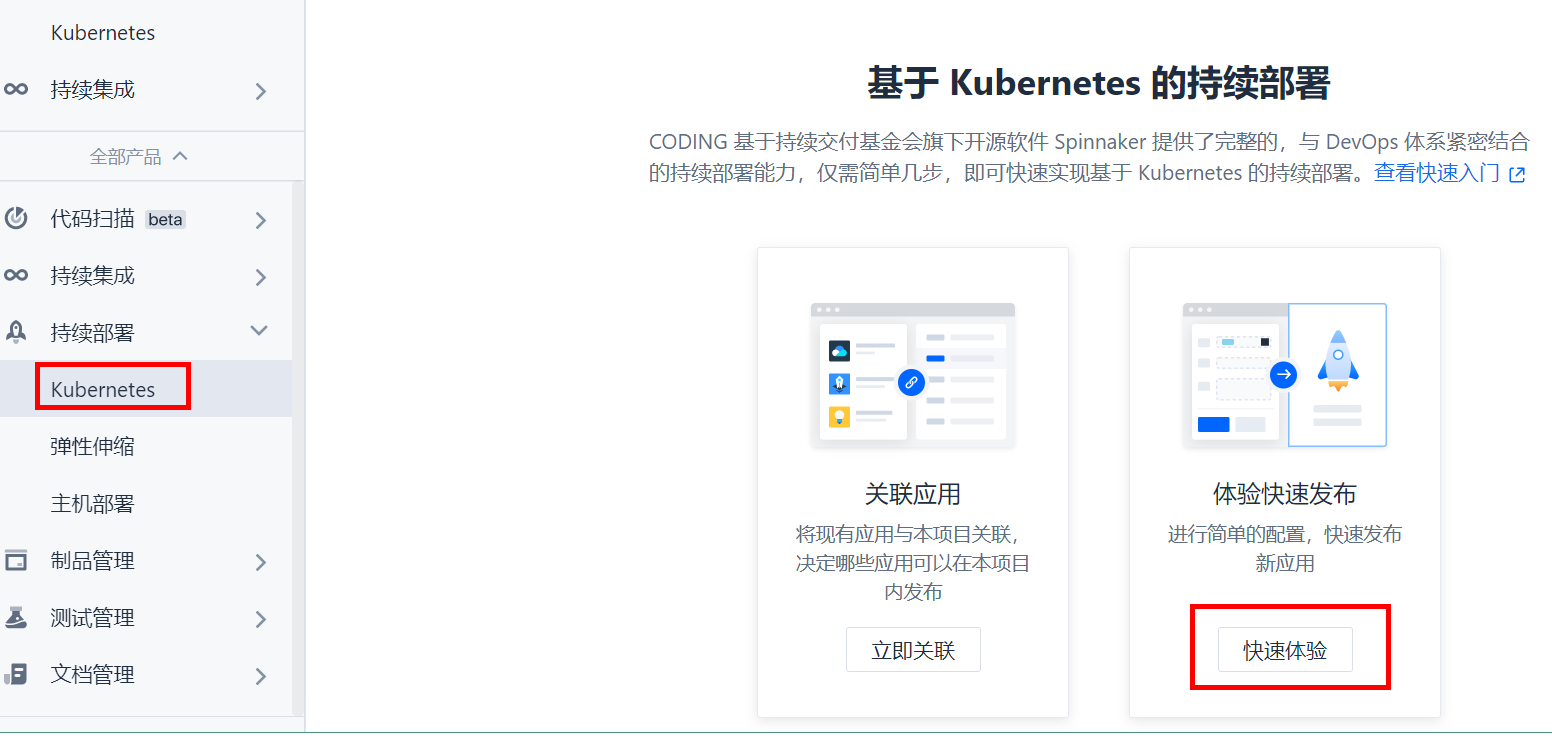 Kubernetes
持续集成
全部产品
代码扫描 beta
持续集成
持续部署
Kubernetes
弹性伸缩
主机部署
制品管理
测试管理
文档管理
基于 Kubernetes 的持续部署
CODING 基于持续交付基金会旗下开源软件 Spinnaker 提供了完整的，与 DevOps 体系紧密结合
的持续部署能力，仅需简单几步，即可快速实现基于 Kubernetes 的持续部署。查看快速入门
关联应用
将现有应用与本项目关联，
决定哪些应用可以在本项目
内发布
立即关联
体验快速发布
进行简单的配置，快速发布
新应用
快速体验